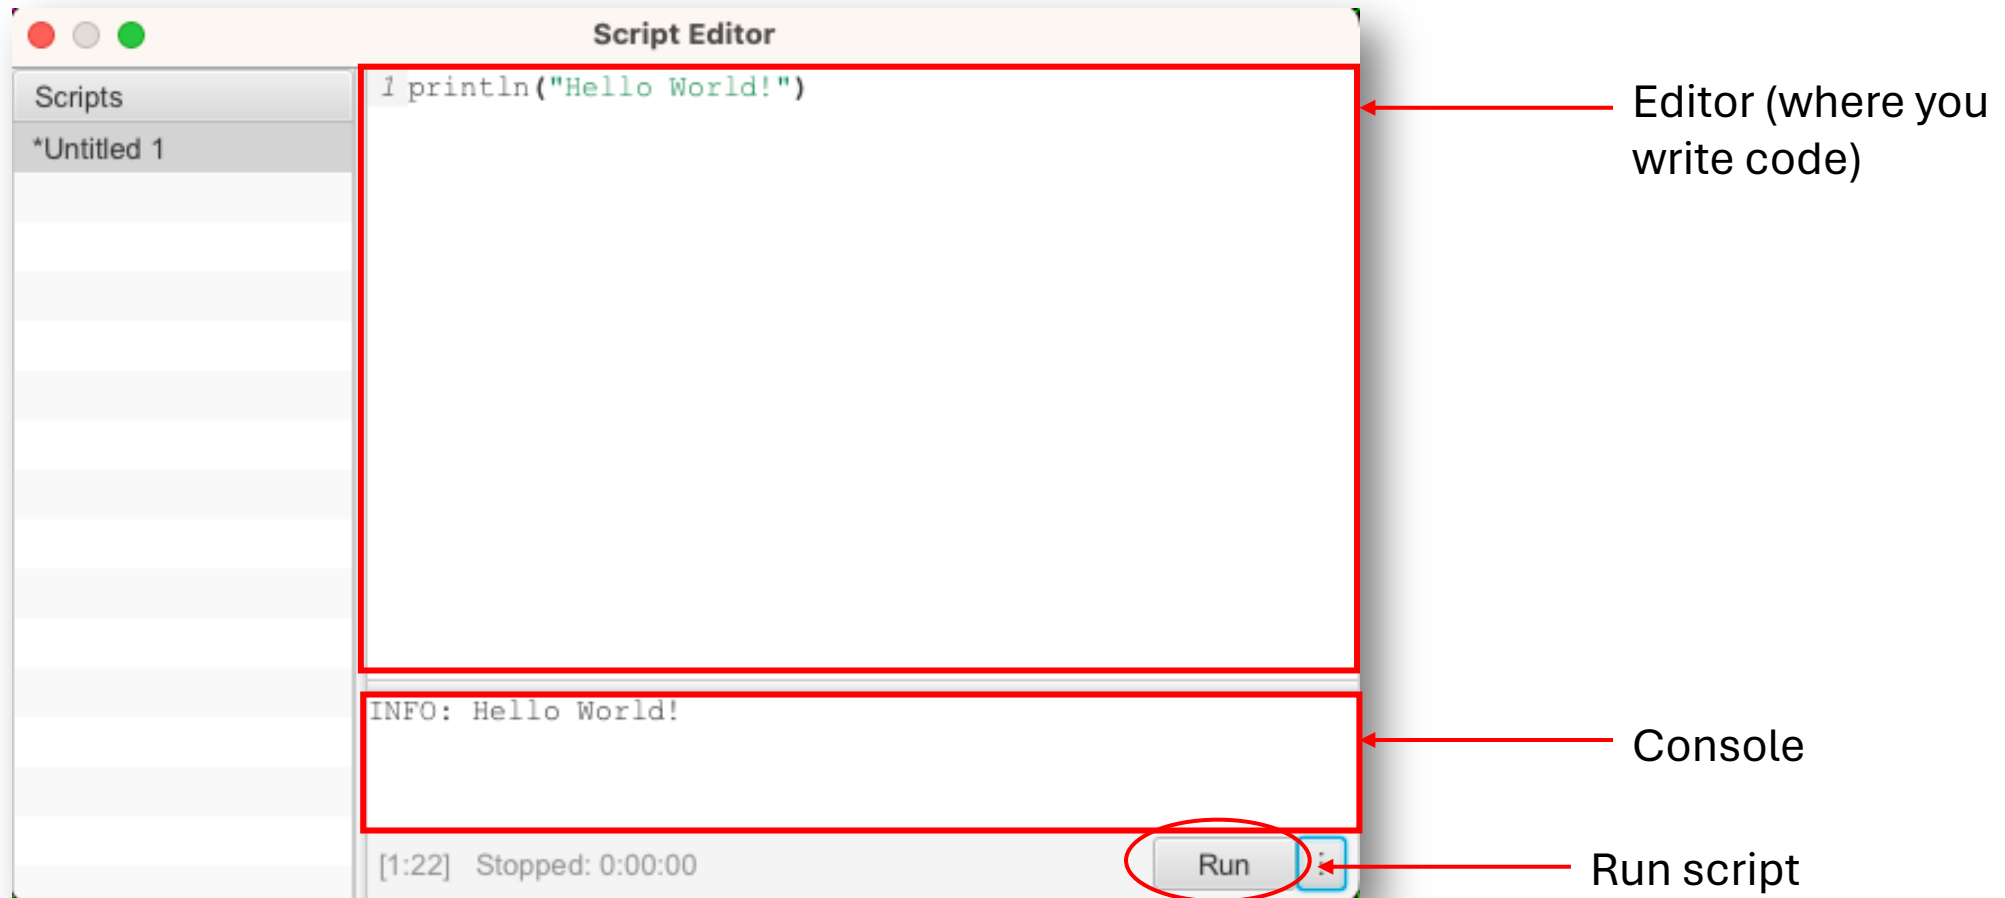 Script Editor
Scripts
*Untitled 1
1 println("Hello World!")
Editor (where you
write code)
INFO: Hello World!
Console
[1:22] Stopped: 0:00:00
Run
Run script